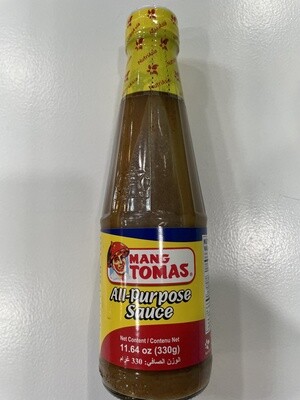 MANG
TOMAS®
All-Purpose
Sauce
Net Content / Contenu Net
11.64 oz (330g)
الوزن الصافي: 330 غرام